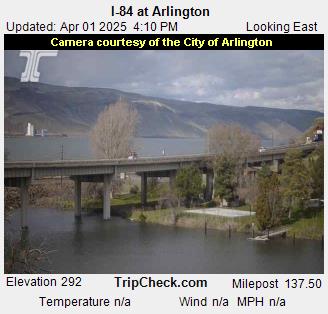 I-84 at Arlington
Updated: Apr 01 2025 4:10 PM Looking East
Camera courtesy of the City of Arlington
Elevation 292 TripCheck.com Milepost 137.50
Temperature n/a Wind n/a MPH n/a